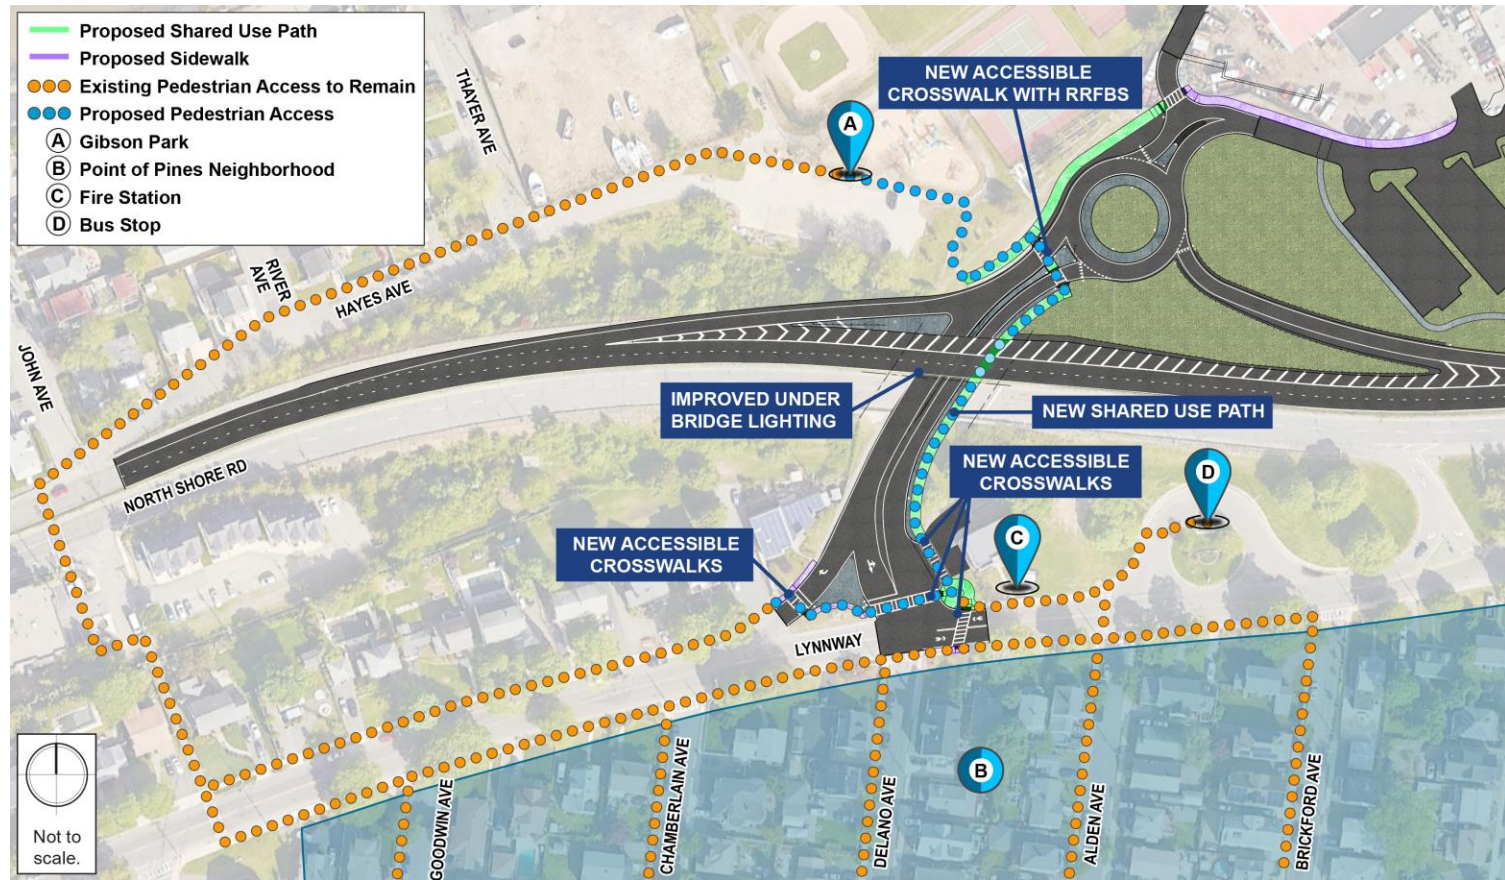 Proposed Shared Use Path
Proposed Sidewalk
Existing Pedestrian Access to Remain
Proposed Pedestrian Access
A Gibson Park
B Point of Pines Neighborhood
C Fire Station
D Bus Stop
THAYER AVE
A
NEW ACCESSIBLE
CROSSWALK WITH RRFBS
RIVER
AVE
HAYES AVE
JOHN AVE
NORTH SHORE RD
IMPROVED UNDER
BRIDGE LIGHTING
NEW SHARED USE PATH
NEW ACCESSIBLE
CROSSWALKS
D
NEW ACCESSIBLE
CROSSWALKS
C
LYNNWAY
B
GOODWIN AVE
CHAMBERLAIN AVE
DELANO AVE
ALDEN AVE
BRICKFORD AVE
Not to
scale.